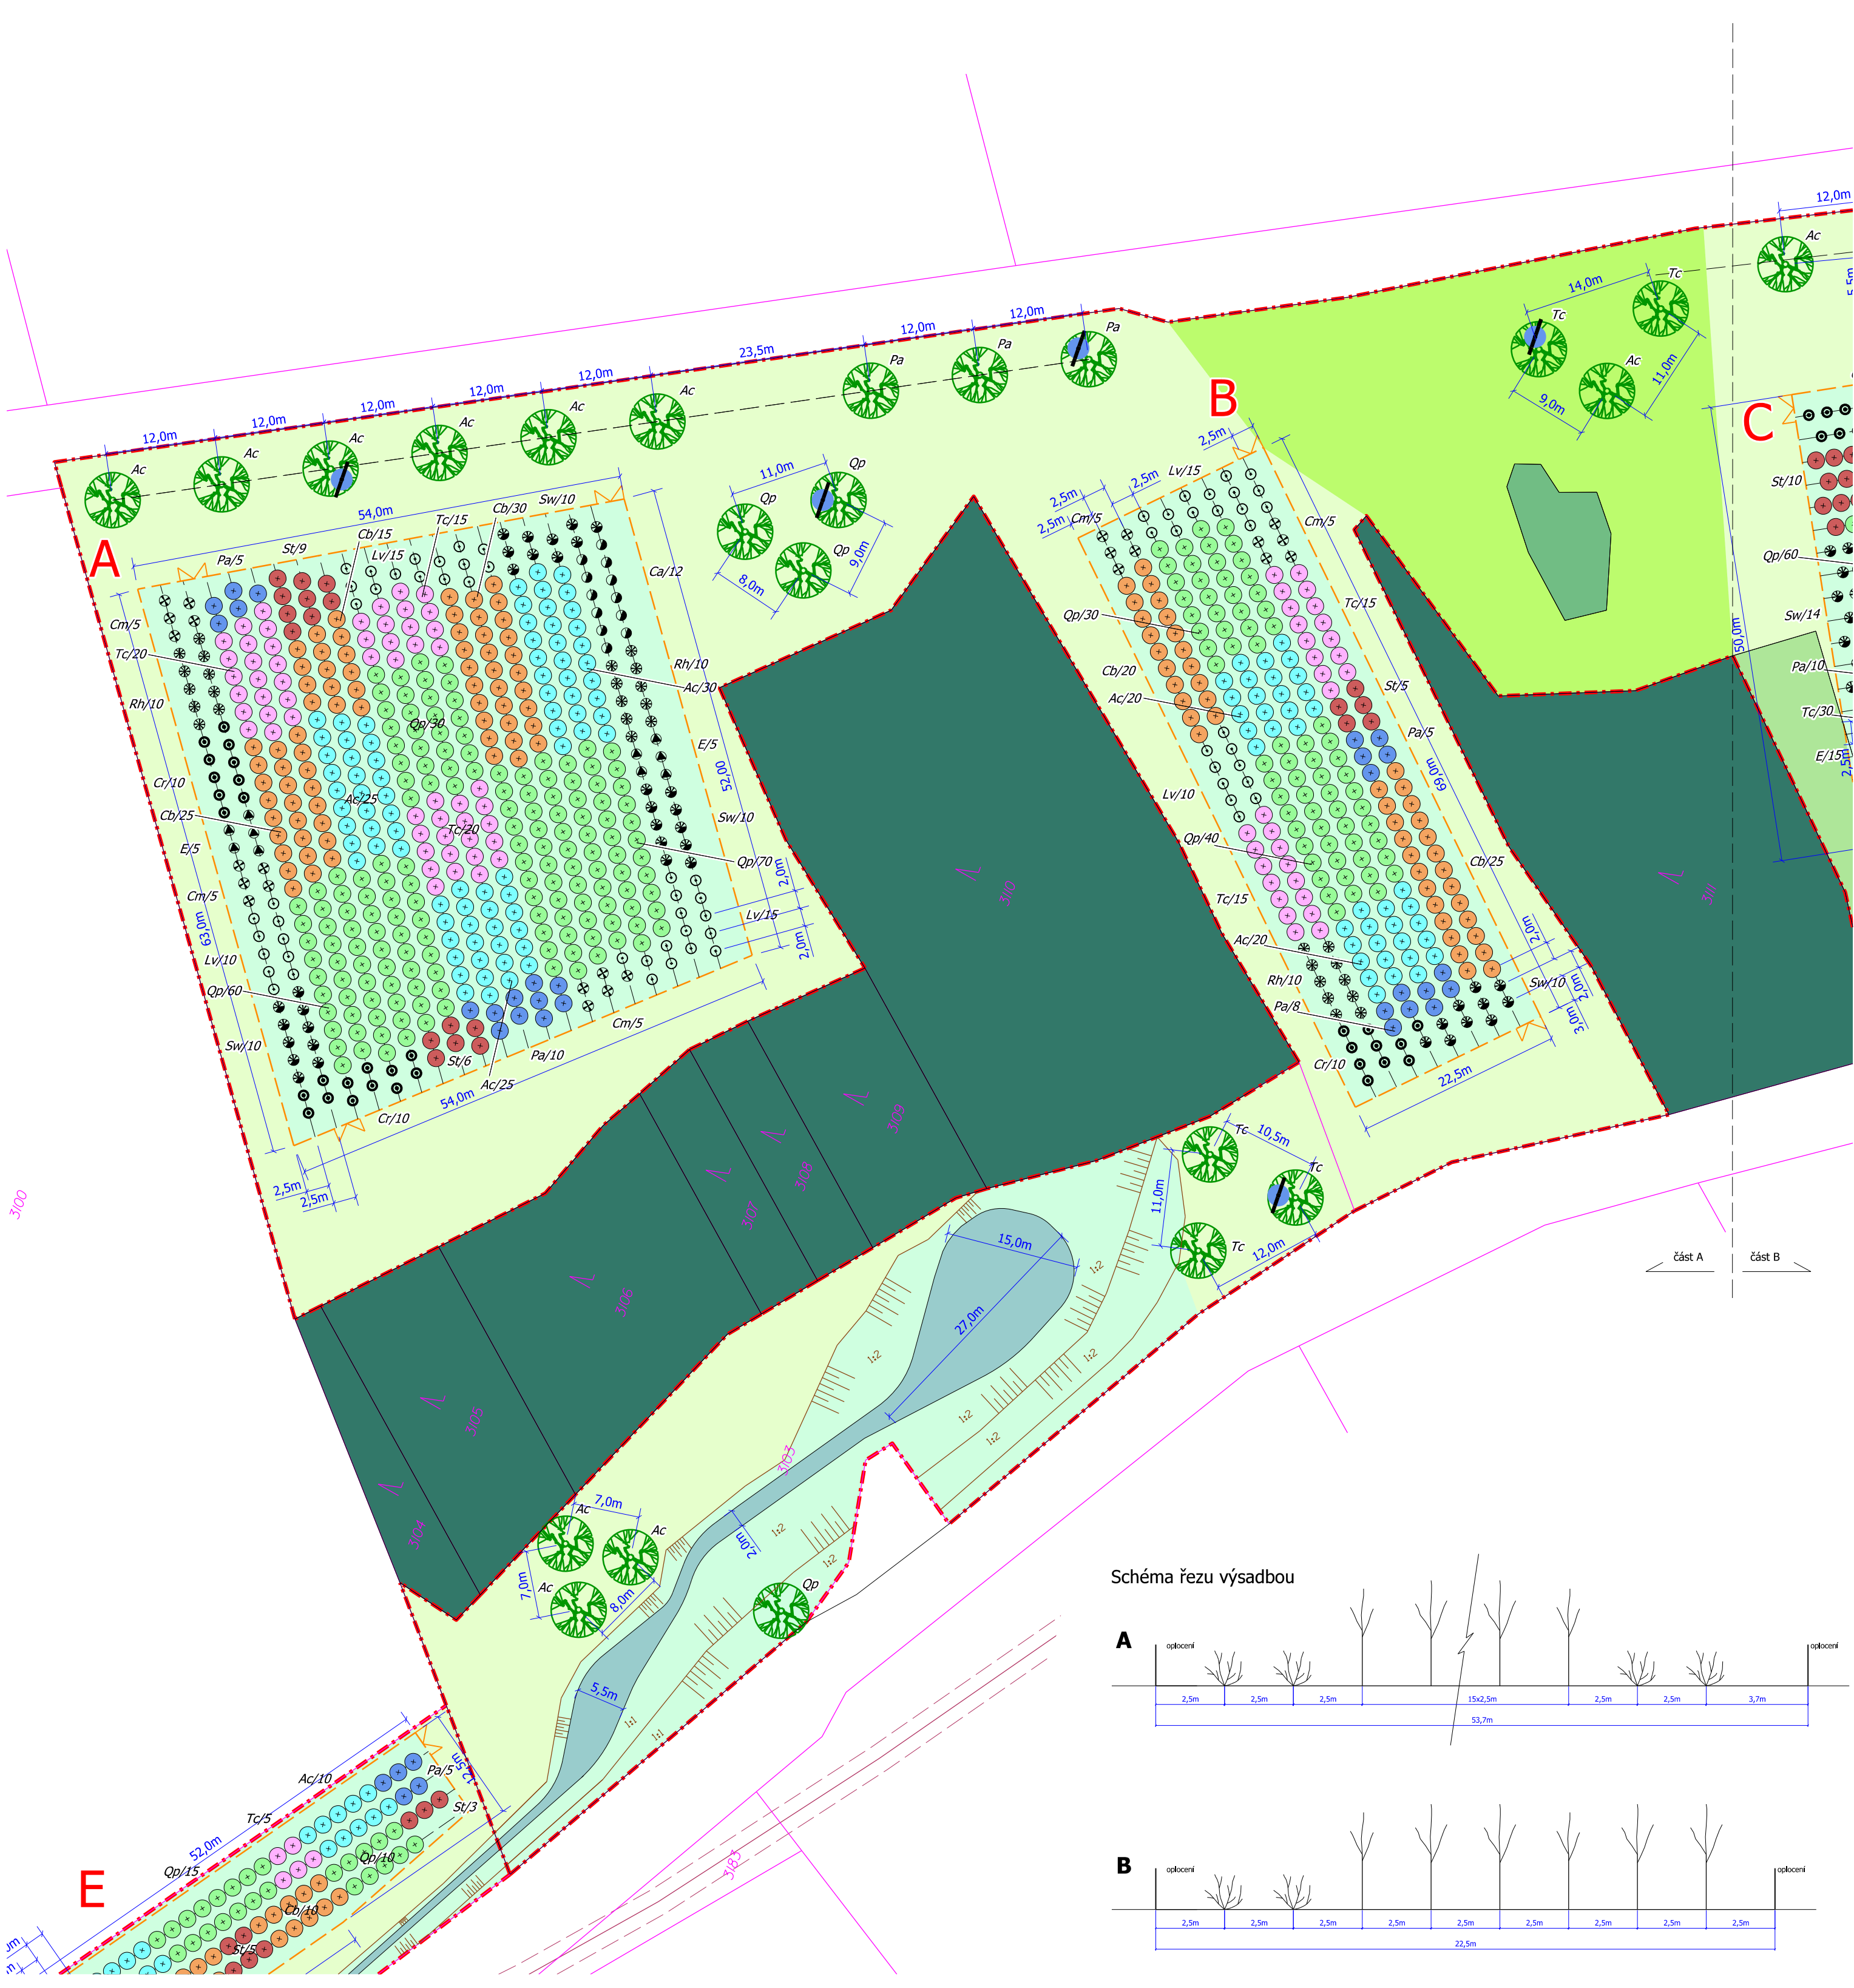 12,0m
Ac
5,5m
14,0m
Tc
Tc
Ac
11,0m
9,0m
12,0m
12,0m
Pa
Pa
Pa
23,5m
12,0m
12,0m
12,0m
12,0m
12,0m
Ac
Ac
Ac
Ac
Ac
Ac
B
C
A
11,0m
Qp
Qp
Qp
9,0m
8,0m
54,0m
Sw/10
Cb/30
Tc/15
Cb/15
Lv/15
St/9
Pa/5
Ca/12
Cm/5
Tc/20
Rh/10
Cr/10
Cb/25
E/5
Cm/5
63,0m
Lv/10
Qp/60
Sw/10
Rh/10
Ac/30
E/5
52,00
Sw/10
Qp/70
2,0m
Lv/15
2,0m
Qp/30
Ac/25
Tc/20
Cm/5
Pa/10
St/6
Ac/25
54,0m
Cr/10
2,5m
2,5m
2,5m
2,5m
2,5m
2,5m
Lv/15
Cm/5
Cm/5
Qp/30
Tc/15
Cb/20
Ac/20
St/5
Pa/5
69,0m
Lv/10
Qp/40
Cb/25
Tc/15
Ac/20
Rh/10
Pa/8
Cr/10
2,0m
Sw/10
2,0m
3,0m
22,5m
St/10
Qp/60
Sw/14
50,0m
Pa/10
Tc/30
E/15
2,5m
3109
3108
3107
3106
3105
3104
3103
3100
3183
Tc
10,5m
Tc
11,0m
Tc
12,0m
15,0m
27,0m
1:2
1:2
1:2
1:2
1:2
1:2
1:2
1:1
1:1
2,0m
část A
část B
7,0m
Ac
Ac
Ac
7,0m
8,0m
Qp
5,5m
12,5m
Pa/5
St/3
Ac/10
Tc/5
52,0m
Qp/15
Qp/10
Cb/10
St/5
E
Schéma řezu výsadbou
A
oplocení
oplocení
2,5m
2,5m
2,5m
15x2,5m
2,5m
2,5m
3,7m
53,7m
B
oplocení
oplocení
2,5m
2,5m
2,5m
2,5m
2,5m
2,5m
2,5m
2,5m
2,5m
22,5m